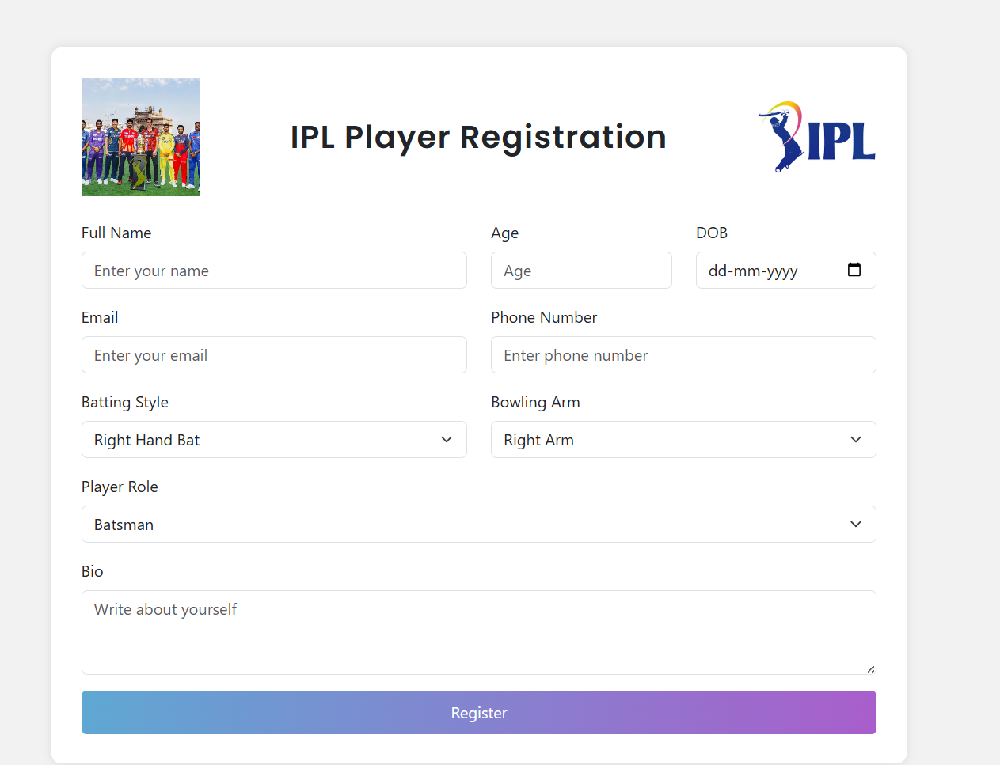 IPL Player Registration
IPL
Full Name
Age
DOB
Enter your name
Age
dd-mm-yyyy
Email
Phone Number
Enter your email
Enter phone number
Batting Style
Bowling Arm
Right Hand Bat
Right Arm
Player Role
Batsman
Bio
Write about yourself
Register